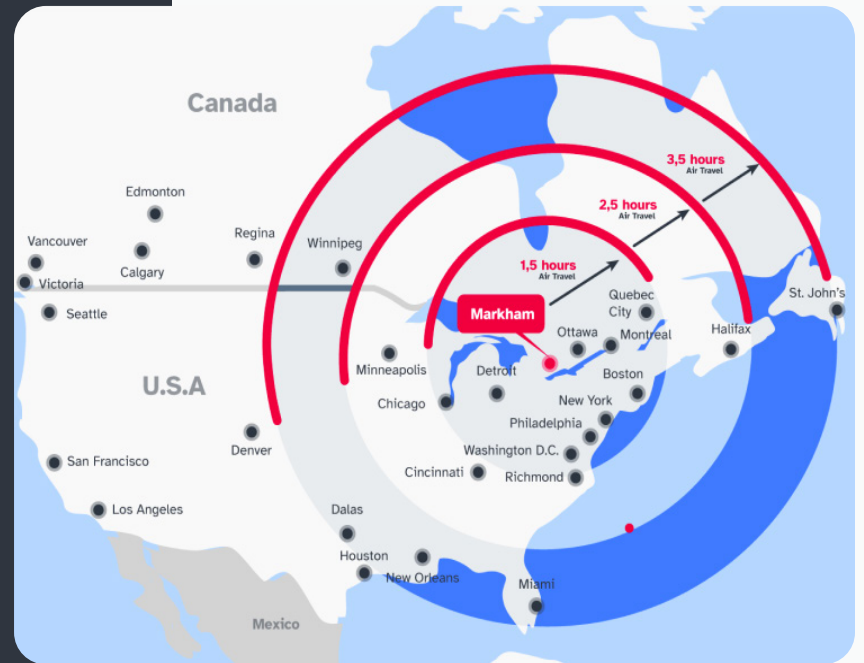 Canada
3,5 hours
Air Travel
Edmonton
2,5 hours
Air Travel
Vancouver
Regina
Winnipeg
Calgary
1,5 hours
Air Travel
Victoria
Quebec
City
St. John's
Seattle
Markham
Ottawa
Montreal
Halifax
Minneapolis
Detroit
Boston
U.S.A
Chicago
New York
Philadelphia
Denver
Washington D.C.
San Francisco
Cincinnati
Richmond
Los Angeles
Dalas
Houston
New Orleans
Miami
Mexico